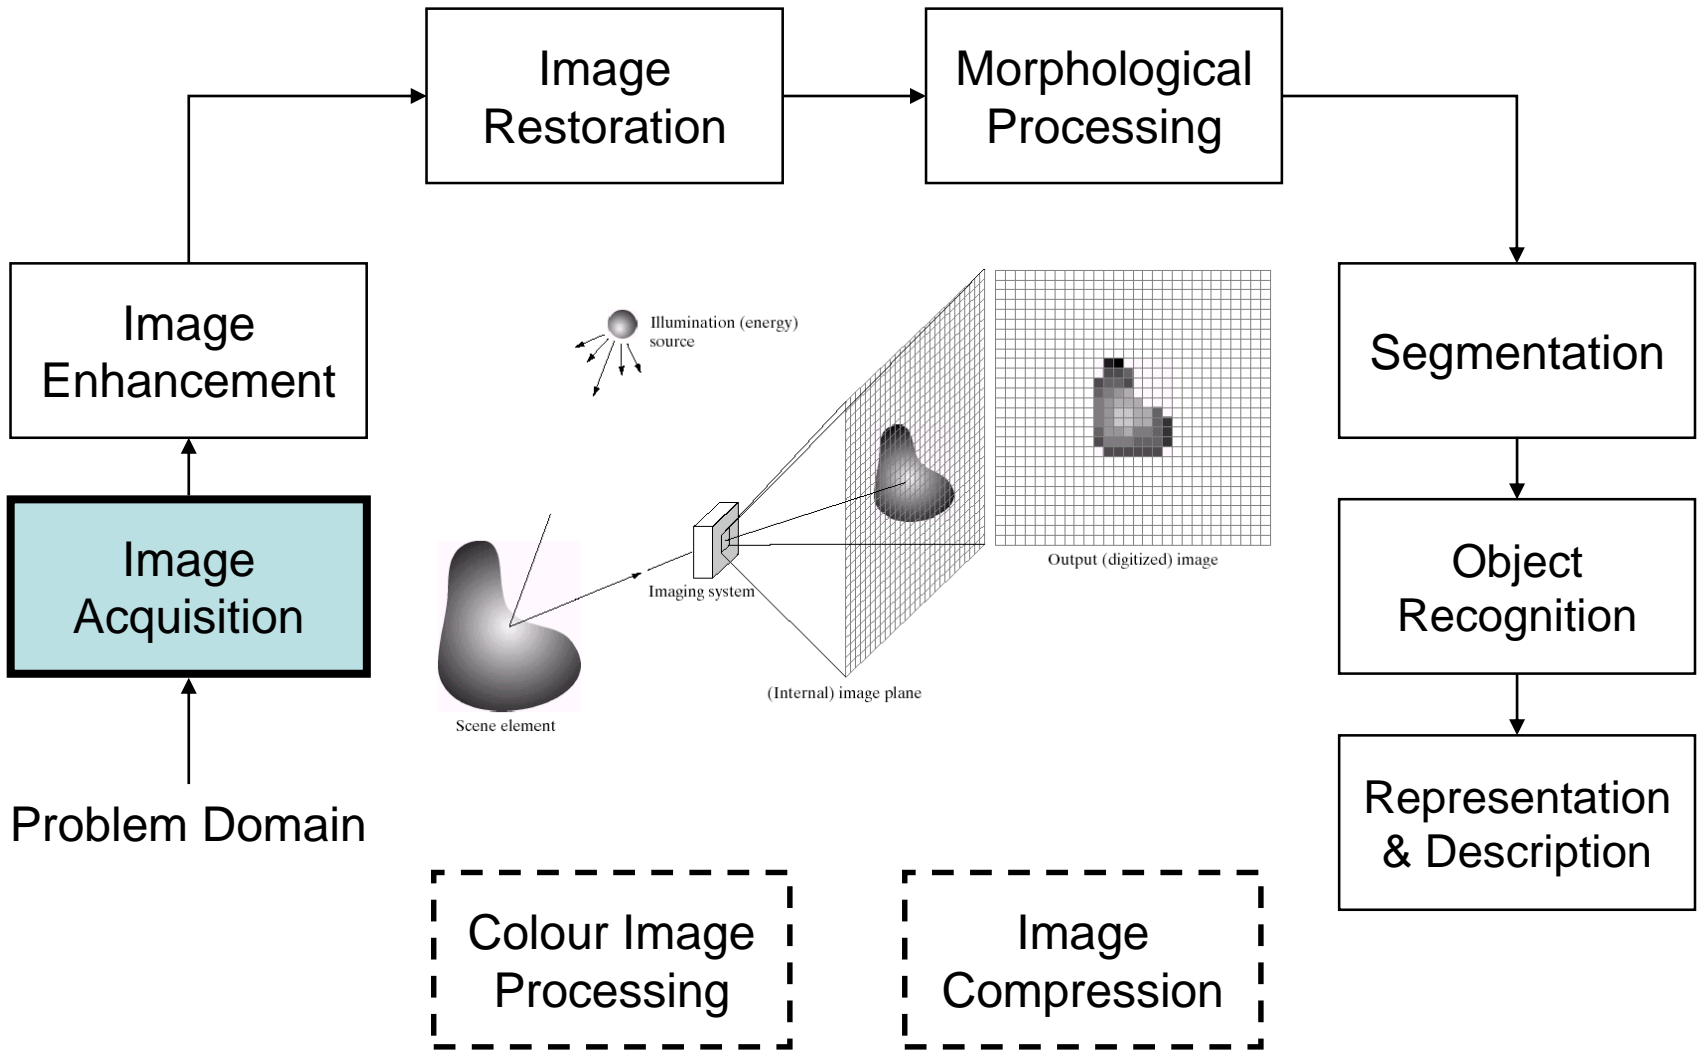 Image
Restoration
Morphological
Processing
Image
Enhancement
Illumination (energy)
source
Segmentation
Image
Acquisition
Imaging system
Output (digitized) image
Object
Recognition
(Internal) image plane
Scene element
Problem Domain
Representation
& Description
Colour Image
Processing
Image
Compression